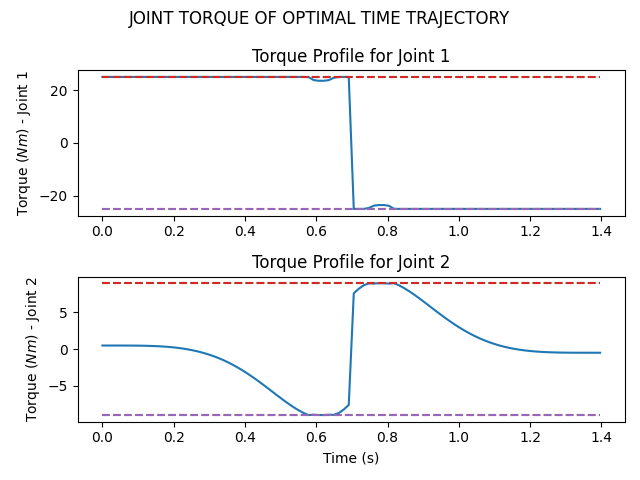 JOINT TORQUE OF OPTIMAL TIME TRAJECTORY
Torque Profile for Joint 1
Torque (Nm) - Joint 1
20
0
−20
0.0 0.2 0.4 0.6 0.8 1.0 1.2 1.4
Torque Profile for Joint 2
Torque (Nm) - Joint 2
5
0
−5
0.0 0.2 0.4 0.6 0.8 1.0 1.2 1.4
Time (s)